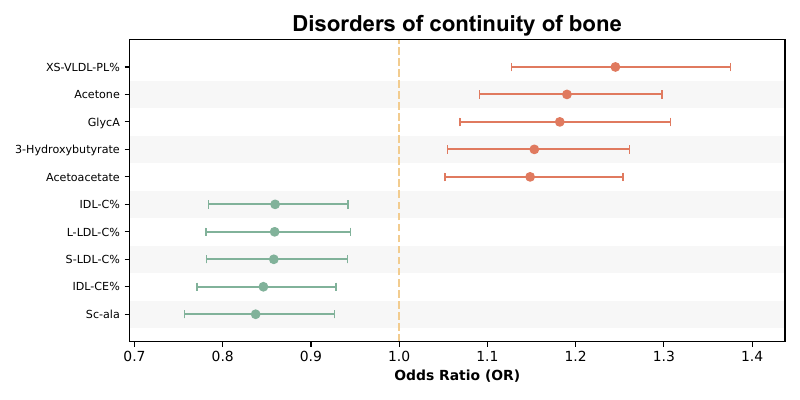 Disorders of continuity of bone
XS-VLDL-PL%
Acetone
GlycA
3-Hydroxybutyrate
Acetoacetate
IDL-C%
L-LDL-C%
S-LDL-C%
IDL-CE%
Sc-ala
0.7 0.8 0.9 1.0 1.1 1.2 1.3 1.4
Odds Ratio (OR)